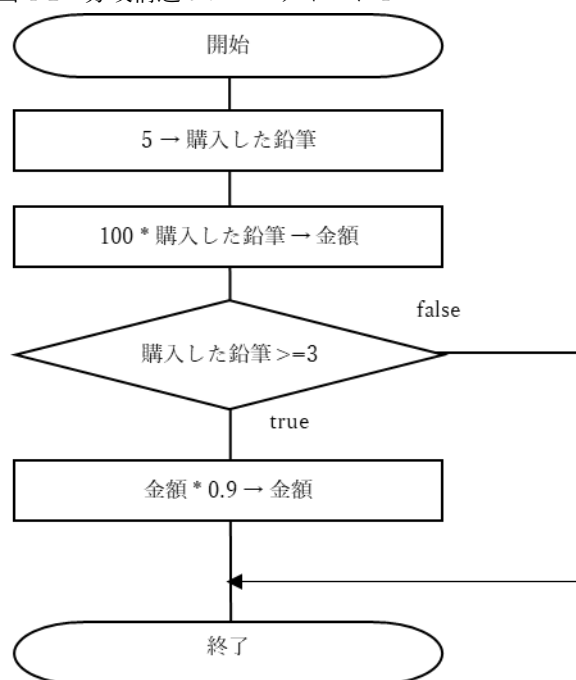 開始
5 → 購入した鉛筆
100 * 購入した鉛筆 → 金額
false
購入した鉛筆 >=3
true
金額 * 0.9 → 金額
終了